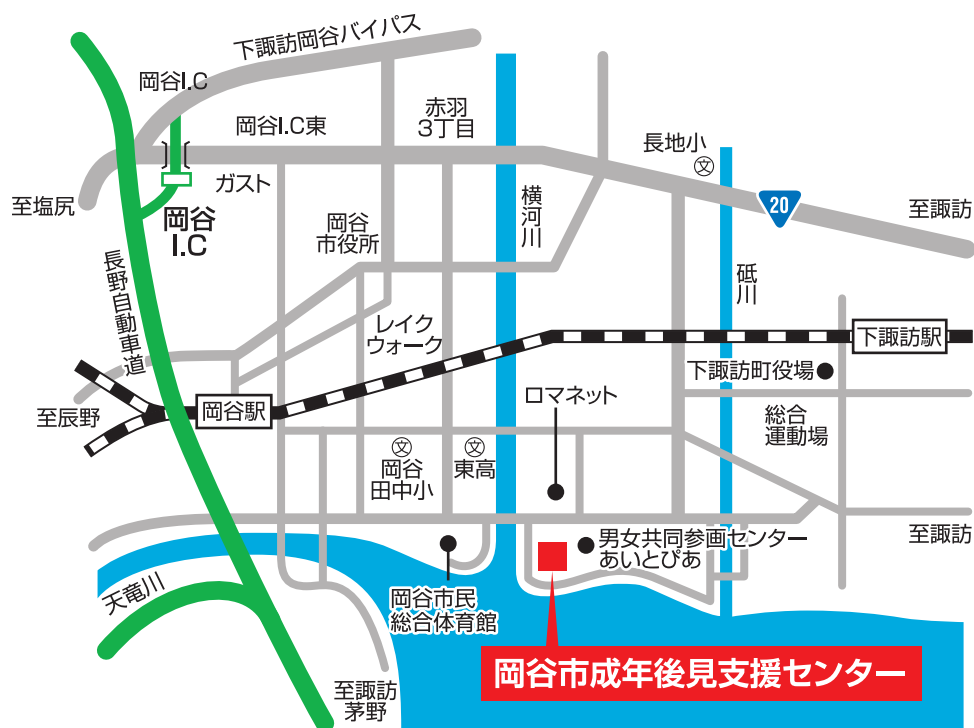 下諏訪岡谷バイパス
岡谷I.C
岡谷I.C東
赤羽
3丁目
長地小
文
ガスト
至塩尻
岡谷
I.C
岡谷
市役所
横河川
20
至諏訪
長野自動車道
砥川
レイク
ウォーク
下諏訪駅
下諏訪町役場
至辰野
岡谷駅
ロマネット
総合
運動場
文
岡谷
田中小
文
東高
至諏訪
男女共同参画センター
あいとぴあ
天竜川
岡谷市民
総合体育館
岡谷市成年後見支援センター
至諏訪
茅野